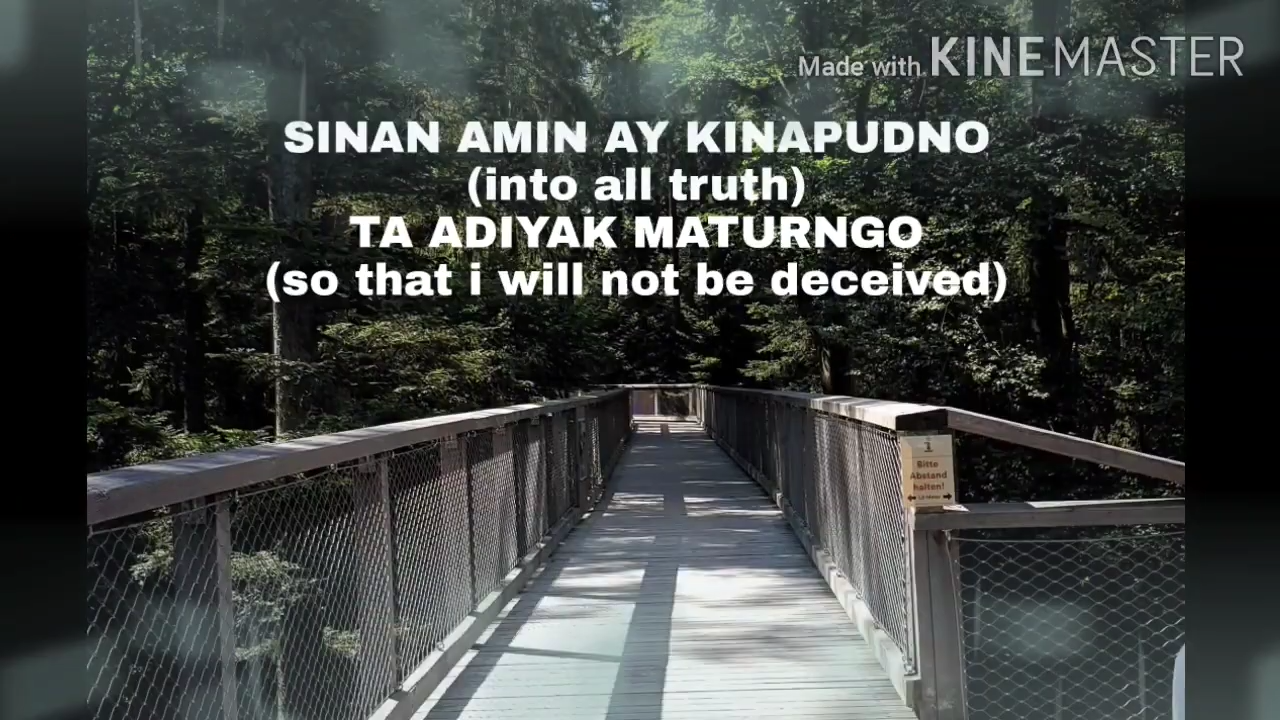 Made with KINEMASTER
SINAN AMIN AY KINAPUDNO
(into all truth)
TA ADIYAK MATURNGO
(so that i will not be deceived)
i
Bitte
Abstand
halten!